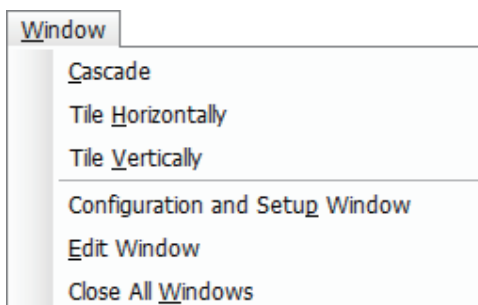 Window
Cascade
Tile Horizontally
Tile Vertically
Configuration and Setup Window
Edit Window
Close All Windows